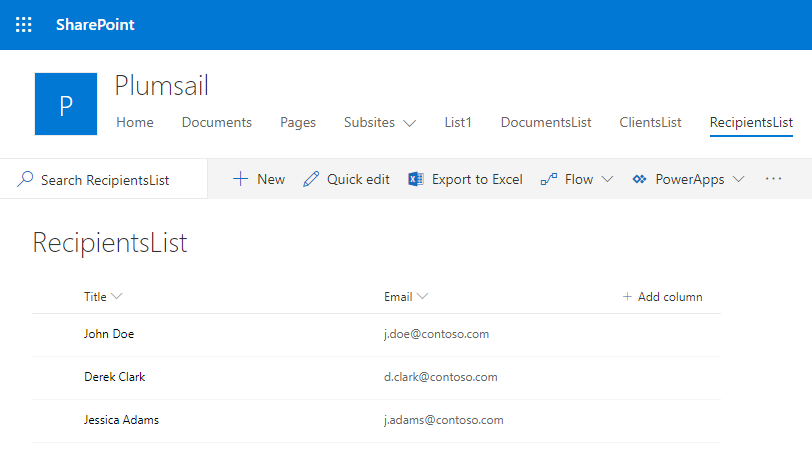 SharePoint
P
Plumsail
Home Documents Pages Subsites List1 DocumentsList ClientsList RecipientsList
Search RecipientsList New Quick edit Export to Excel Flow PowerApps ...
RecipientsList
Title Email + Add column
John Doe j.doe@contoso.com
Derek Clark d.clark@contoso.com
Jessica Adams j.adams@contoso.com